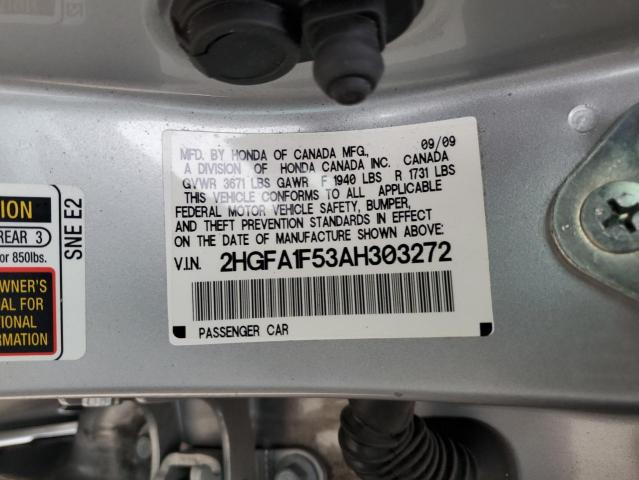 MFD. BY HONDA OF CANADA MFG, 09/09
A DIVISION OF HONDA CANADA INC. CANADA
GVWR 3671 LBS GAWR F 1940 LBS R 1731 LBS
THIS VEHICLE CONFORMS TO ALL APPLICABLE
FEDERAL MOTOR VEHICLE SAFETY, BUMPER,
AND THEFT PREVENTION STANDARDS IN EFFECT
ON THE DATE OF MANUFACTURE SHOWN ABOVE:
V.I.N. 2HGFA1F53AH303272
PASSENGER CAR
ION
REAR 3
or 850lbs.
WNER'S
AL FOR
TIONAL
RMATION
SNE E2